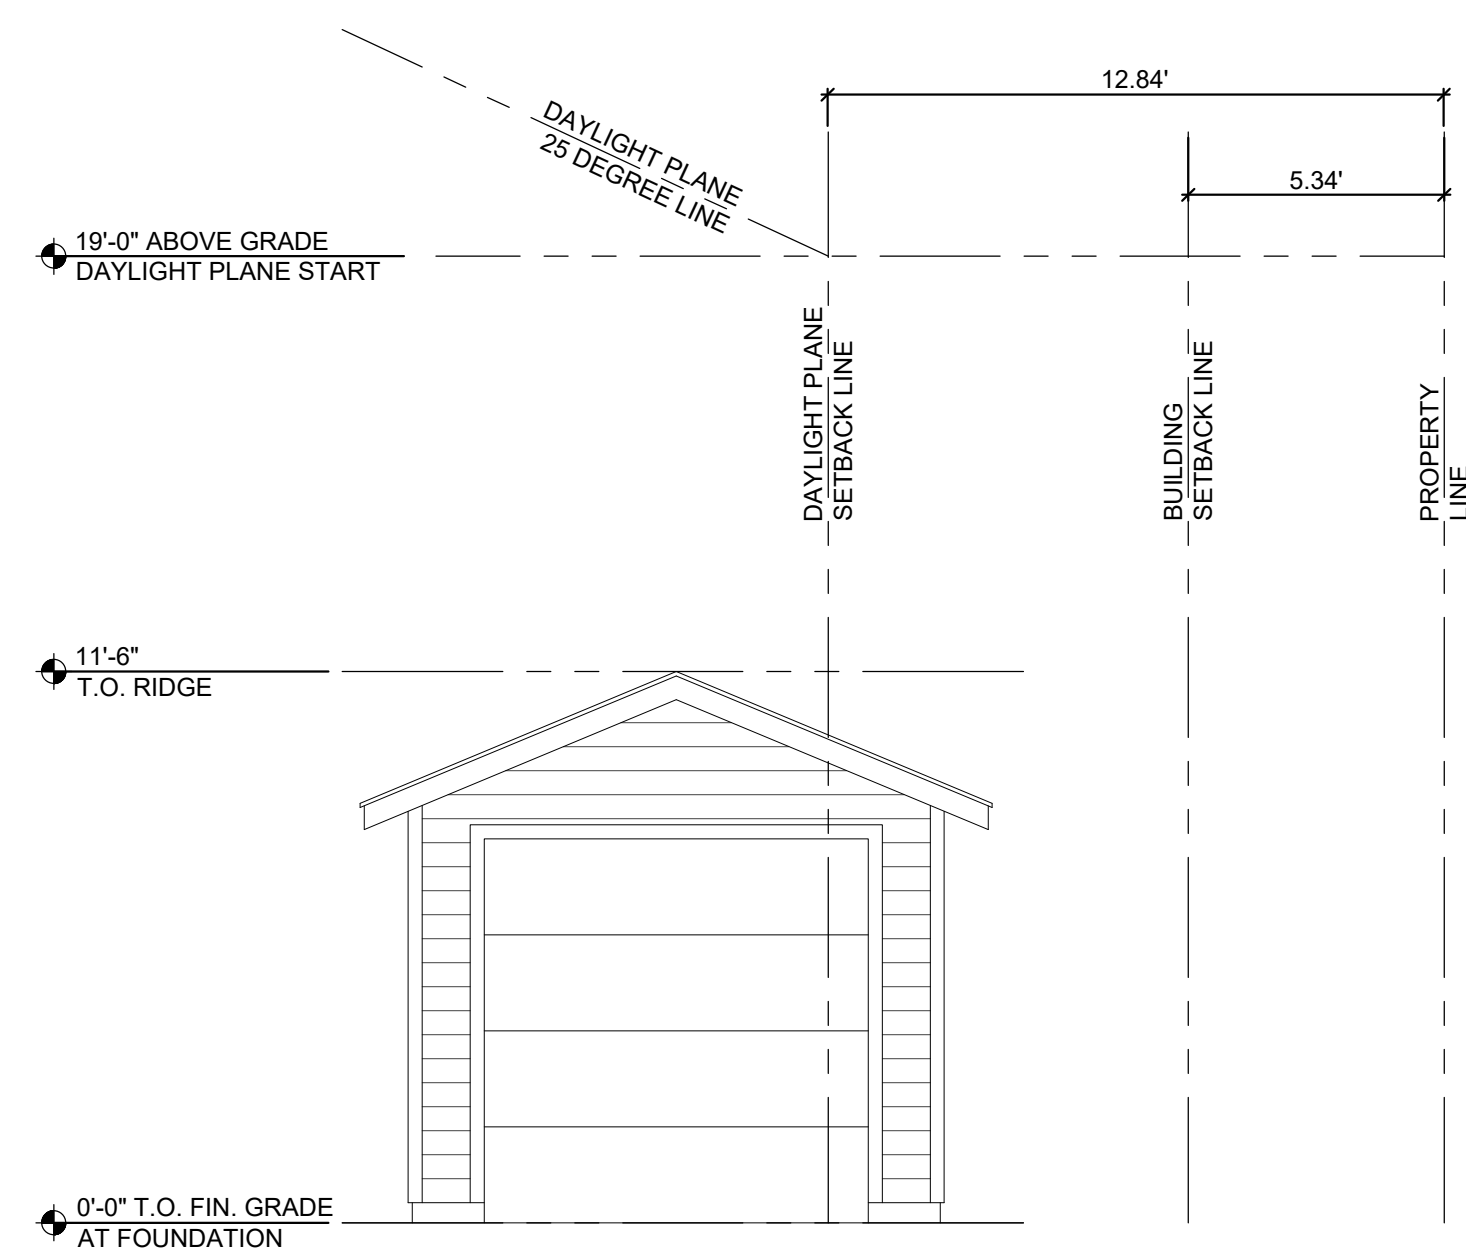 12.84'
DAYLIGHT PLANE
25 DEGREE LINE
5.34'
19'-0" ABOVE GRADE
DAYLIGHT PLANE START
DAYLIGHT PLANE
SETBACK LINE
BUILDING
SETBACK LINE
PROPERTY
LINE
11'-6"
T.O. RIDGE
0'-0" T.O. FIN. GRADE
AT FOUNDATION